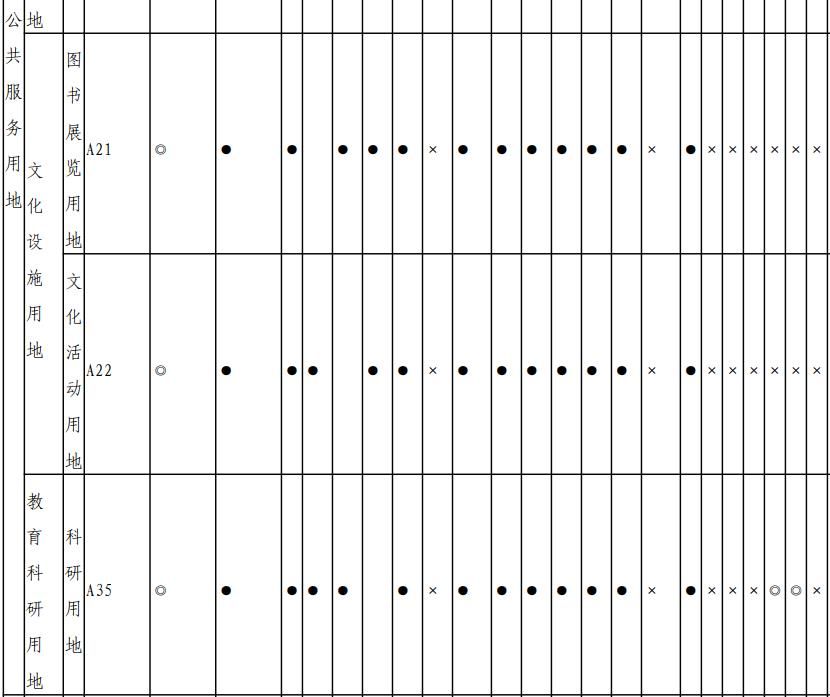 公共服务用地
地
文化设施用地
图书展览用地
A21 ◎ ● ● ● ● ● × ● ● ● ● ● ● × ● × × × × × ×
文化活动用地
A22 ◎ ● ● ● ● ● × ● ● ● ● ● ● × ● × × × × × ×
教育科研用地
科研用地
A35 ◎ ● ● ● ● ● × ● ● ● ● ● ● × ● × × × ◎ ◎ ×